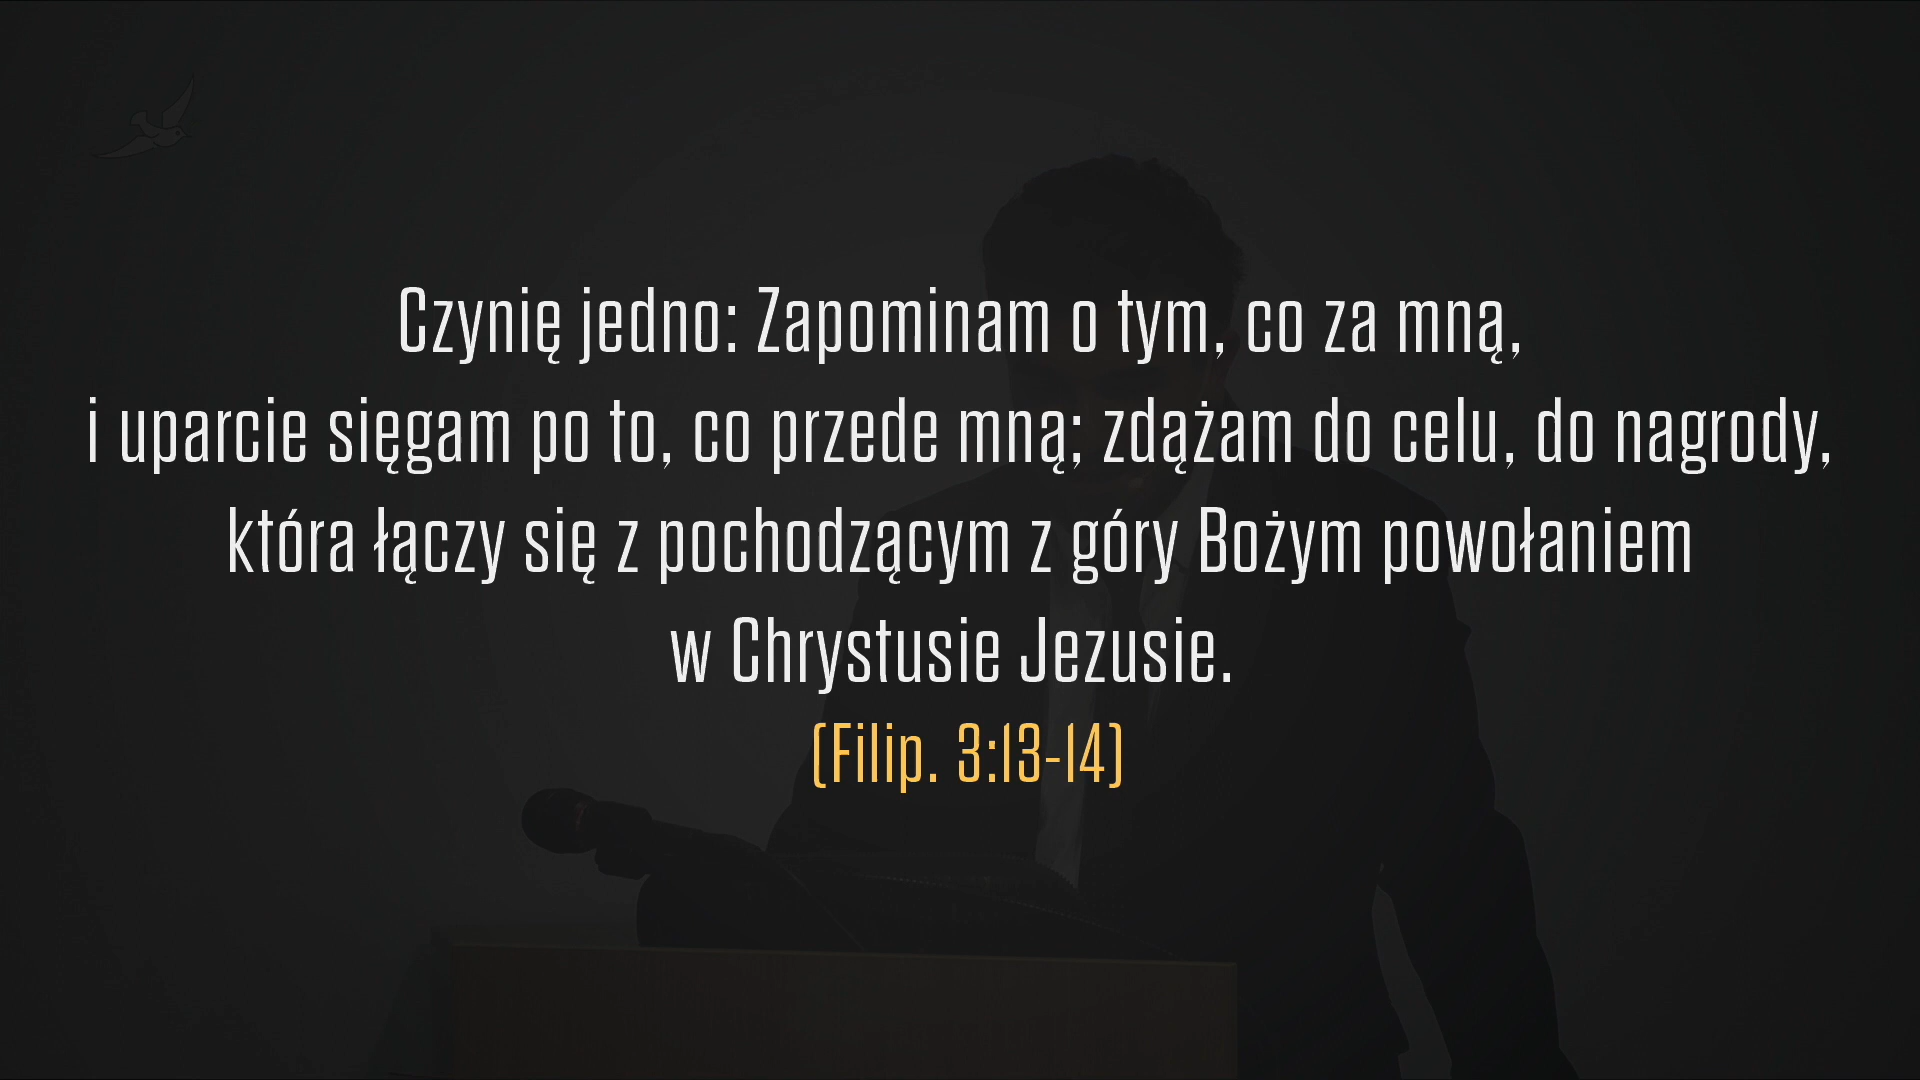 Czynię jedno: Zapominam o tym, co za mną,
i uparcie sięgam po to, co przede mną; zdążam do celu, do nagrody,
która łączy się z pochodzącym z góry Bożym powołaniem
w Chrystusie Jezusie.
(Filip. 3:13-14)